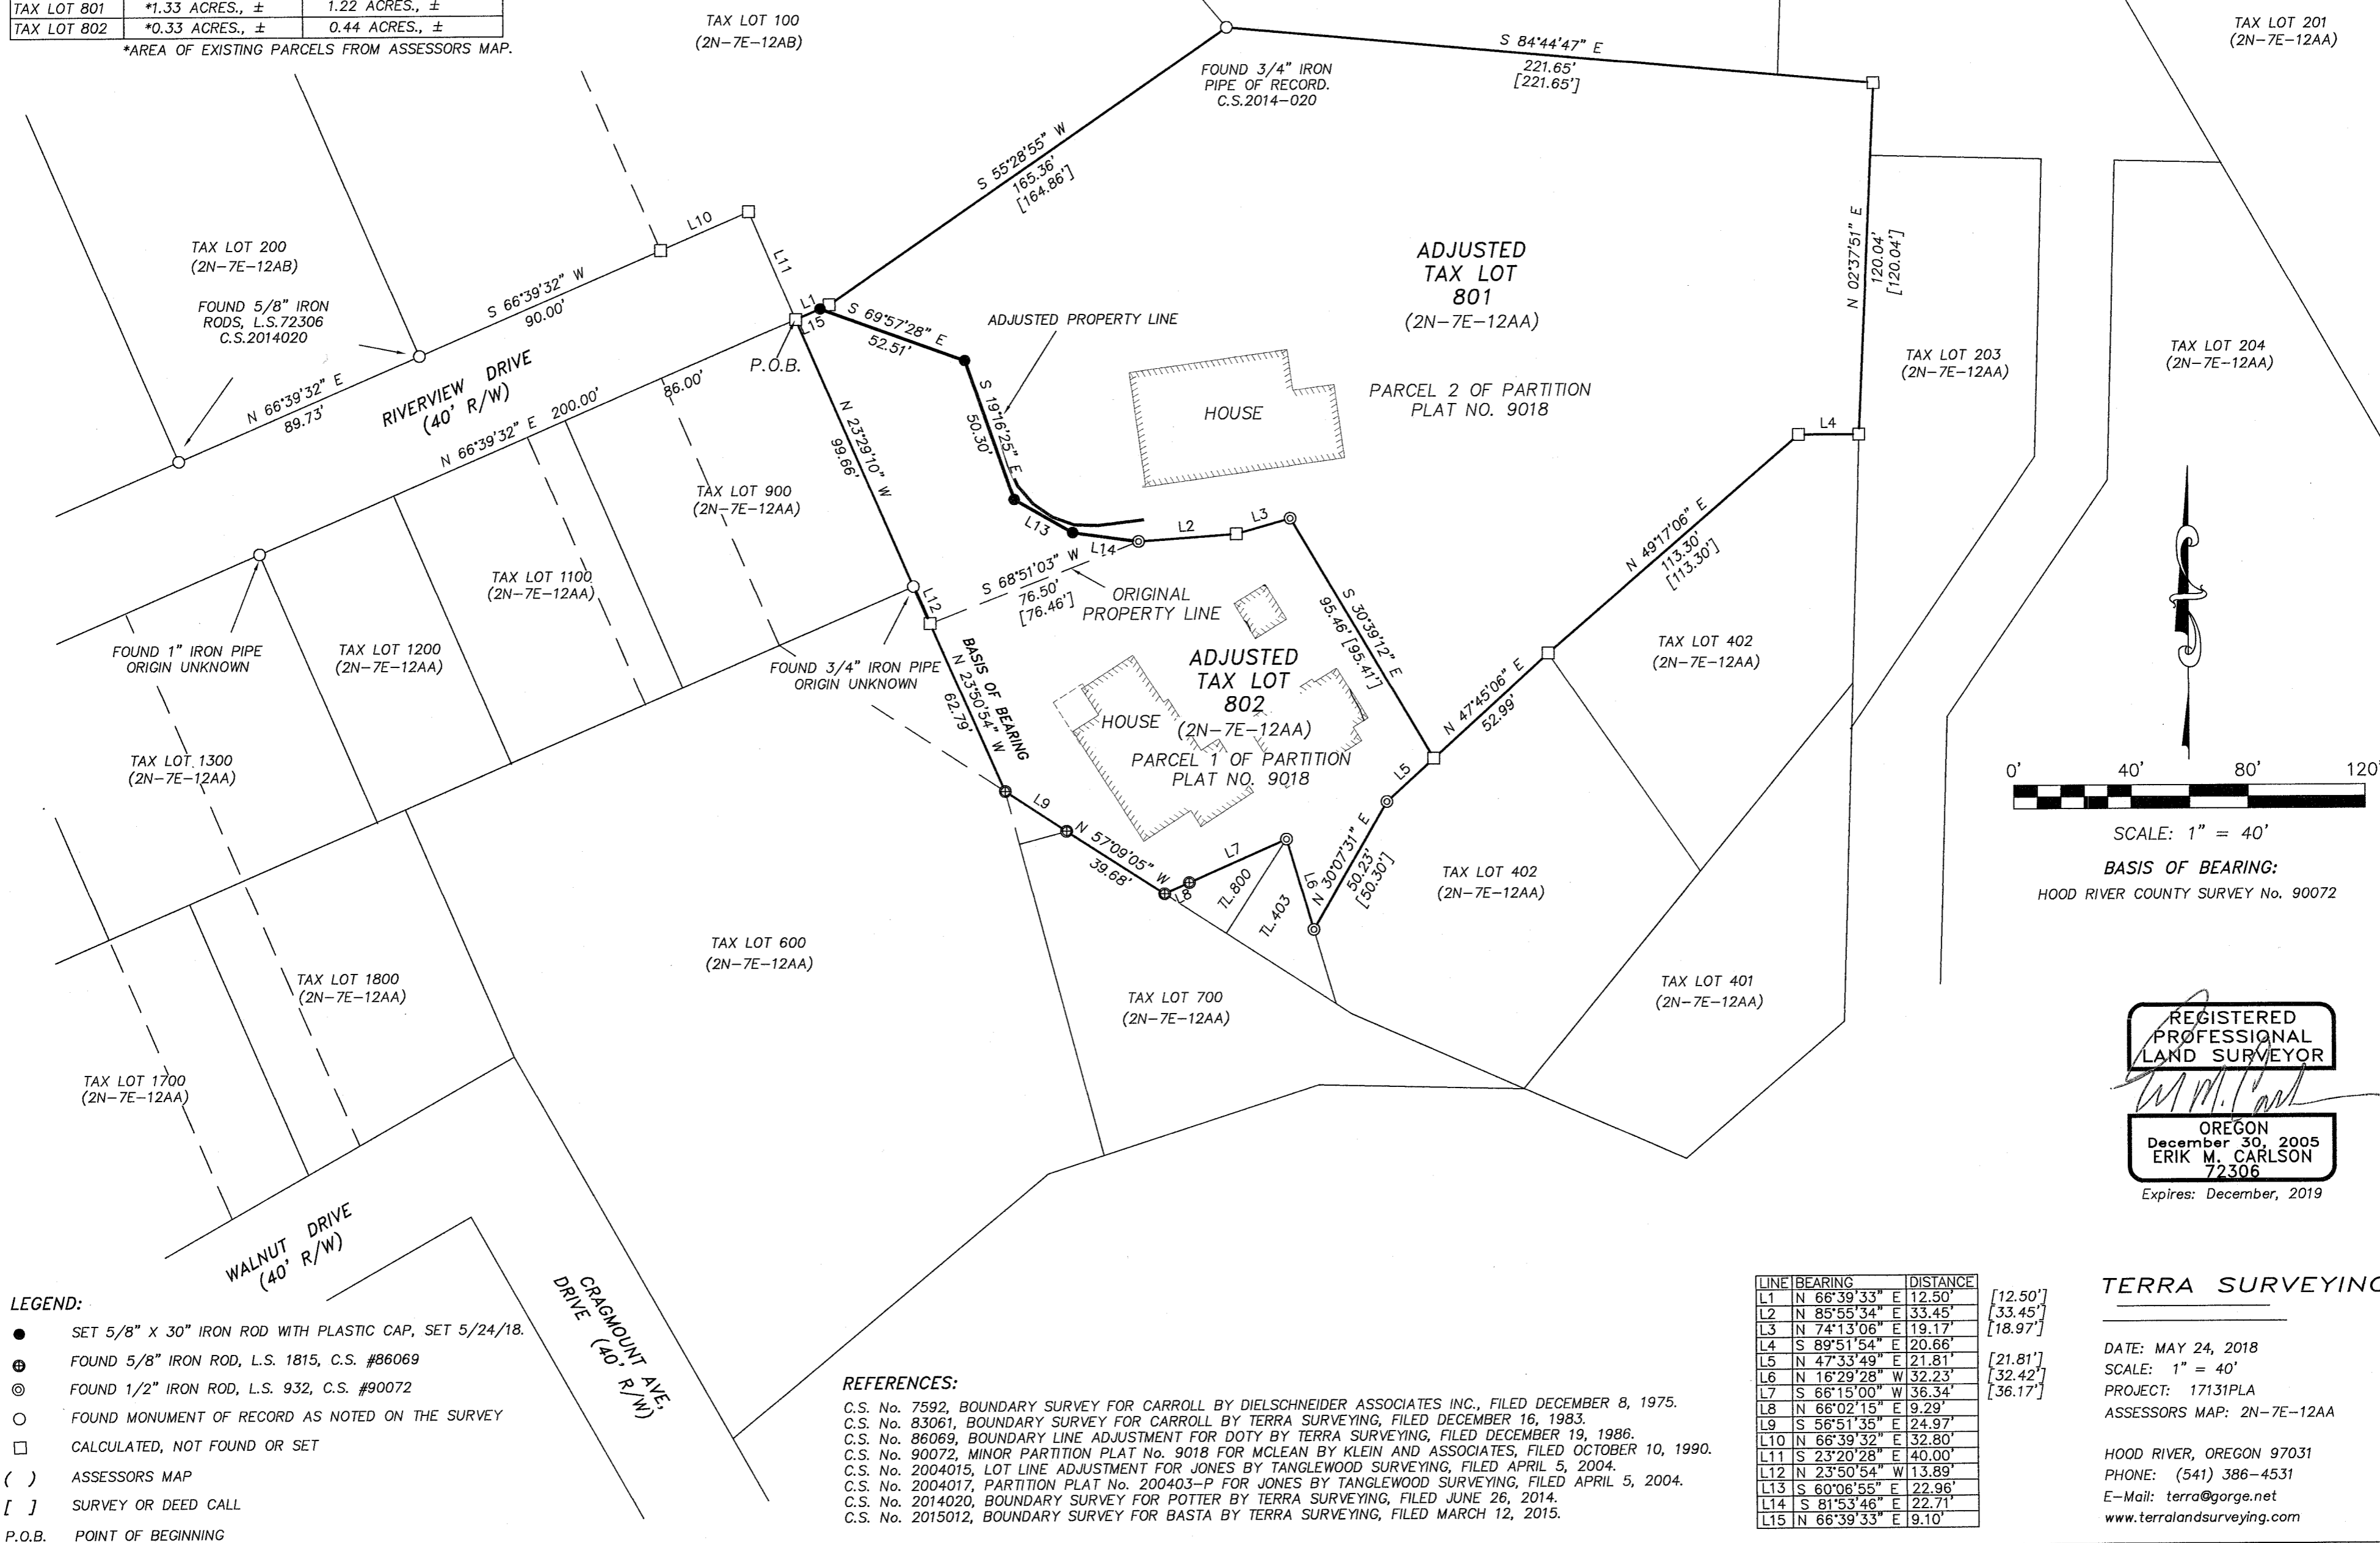 TAX LOT 801 *1.33 ACRES., ± 1.22 ACRES., ±
TAX LOT 802 *0.33 ACRES., ± 0.44 ACRES., ±
*AREA OF EXISTING PARCELS FROM ASSESSORS MAP.
TAX LOT 100
(2N-7E-12AB)
TAX LOT 201
(2N-7E-12AA)
S 84°44'47" E
221.65'
[221.65']
FOUND 3/4" IRON
PIPE OF RECORD.
C.S.2014-020
S 55°28'55" W
165.36'
[164.86']
TAX LOT 200
(2N-7E-12AB)
FOUND 5/8" IRON
RODS, L.S.72306
C.S.2014020
L10
L11
S 66°39'32" W
90.00'
N 66°39'32" E
89.73'
RIVERVIEW DRIVE
(40' R/W)
N 66°39'32" E 200.00'
86.00'
L1
L15
P.O.B.
S 69°57'28" E
52.51'
ADJUSTED PROPERTY LINE
S 19°16'25" E
50.30'
ADJUSTED
TAX LOT
801
(2N-7E-12AA)
PARCEL 2 OF PARTITION
PLAT NO. 9018
HOUSE
N 02°37'51" E
120.04'
[120.04']
TAX LOT 203
(2N-7E-12AA)
TAX LOT 204
(2N-7E-12AA)
L4
N 23°29'10" W
99.66'
TAX LOT 900
(2N-7E-12AA)
L13
L14
L2
L3
S 68°51'03" W
76.50'
[76.46']
ORIGINAL
PROPERTY LINE
N 49°17'06" E
113.30'
[113.30']
TAX LOT 1100
(2N-7E-12AA)
L12
FOUND 1" IRON PIPE
ORIGIN UNKNOWN
TAX LOT 1200
(2N-7E-12AA)
FOUND 3/4" IRON PIPE
ORIGIN UNKNOWN
BASIS OF BEARING
N 23°50'54" W
62.79'
S 30°39'12" E
95.46' [95.41']
ADJUSTED
TAX LOT
802
(2N-7E-12AA)
HOUSE
PARCEL 1 OF PARTITION
PLAT NO. 9018
N 47°45'06" E
52.99'
TAX LOT 402
(2N-7E-12AA)
TAX LOT 1300
(2N-7E-12AA)
L5
L9
N 57°09'05" W
39.68'
L7
L8
TL.800
TL.403
L6
N 30°07'31" E
50.23'
[50.30']
TAX LOT 402
(2N-7E-12AA)
0' 40' 80' 120'
SCALE: 1" = 40'
BASIS OF BEARING:
HOOD RIVER COUNTY SURVEY No. 90072
TAX LOT 600
(2N-7E-12AA)
TAX LOT 1800
(2N-7E-12AA)
TAX LOT 700
(2N-7E-12AA)
TAX LOT 401
(2N-7E-12AA)
TAX LOT 1700
(2N-7E-12AA)
REGISTERED
PROFESSIONAL
LAND SURVEYOR
OREGON
December 30, 2005
ERIK M. CARLSON
72306
Expires: December, 2019
WALNUT DRIVE
(40' R/W)
CRAGMOUNT AVE,
DRIVE (40' R/W)
LEGEND:
SET 5/8" X 30" IRON ROD WITH PLASTIC CAP, SET 5/24/18.
FOUND 5/8" IRON ROD, L.S. 1815, C.S. #86069
FOUND 1/2" IRON ROD, L.S. 932, C.S. #90072
FOUND MONUMENT OF RECORD AS NOTED ON THE SURVEY
CALCULATED, NOT FOUND OR SET
( ) ASSESSORS MAP
[ ] SURVEY OR DEED CALL
P.O.B. POINT OF BEGINNING
REFERENCES:
C.S. No. 7592, BOUNDARY SURVEY FOR CARROLL BY DIELSCHNEIDER ASSOCIATES INC., FILED DECEMBER 8, 1975.
C.S. No. 83061, BOUNDARY SURVEY FOR CARROLL BY TERRA SURVEYING, FILED DECEMBER 16, 1983.
C.S. No. 86069, BOUNDARY LINE ADJUSTMENT FOR DOTY BY TERRA SURVEYING, FILED DECEMBER 19, 1986.
C.S. No. 90072, MINOR PARTITION PLAT No. 9018 FOR MCLEAN BY KLEIN AND ASSOCIATES, FILED OCTOBER 10, 1990.
C.S. No. 2004015, LOT LINE ADJUSTMENT FOR JONES BY TANGLEWOOD SURVEYING, FILED APRIL 5, 2004.
C.S. No. 2004017, PARTITION PLAT No. 200403-P FOR JONES BY TANGLEWOOD SURVEYING, FILED APRIL 5, 2004.
C.S. No. 2014020, BOUNDARY SURVEY FOR POTTER BY TERRA SURVEYING, FILED JUNE 26, 2014.
C.S. No. 2015012, BOUNDARY SURVEY FOR BASTA BY TERRA SURVEYING, FILED MARCH 12, 2015.
LINE BEARING DISTANCE
L1 N 66°39'33" E 12.50' [12.50']
L2 N 85°55'34" E 33.45' [33.45']
L3 N 74°13'06" E 19.17' [18.97']
L4 S 89°51'54" E 20.66'
L5 N 47°33'49" E 21.81' [21.81']
L6 N 16°29'28" W 32.23' [32.42']
L7 S 66°15'00" W 36.34' [36.17']
L8 N 66°02'15" E 9.29'
L9 S 56°51'35" E 24.97'
L10 N 66°39'32" E 32.80'
L11 S 23°20'28" E 40.00'
L12 N 23°50'54" W 13.89'
L13 S 60°06'55" E 22.96'
L14 S 81°53'46" E 22.71'
L15 N 66°39'33" E 9.10'
TERRA SURVEYING
DATE: MAY 24, 2018
SCALE: 1" = 40'
PROJECT: 17131PLA
ASSESSORS MAP: 2N-7E-12AA
HOOD RIVER, OREGON 97031
PHONE: (541) 386-4531
E-Mail: terra@gorge.net
www.terralandsurveying.com